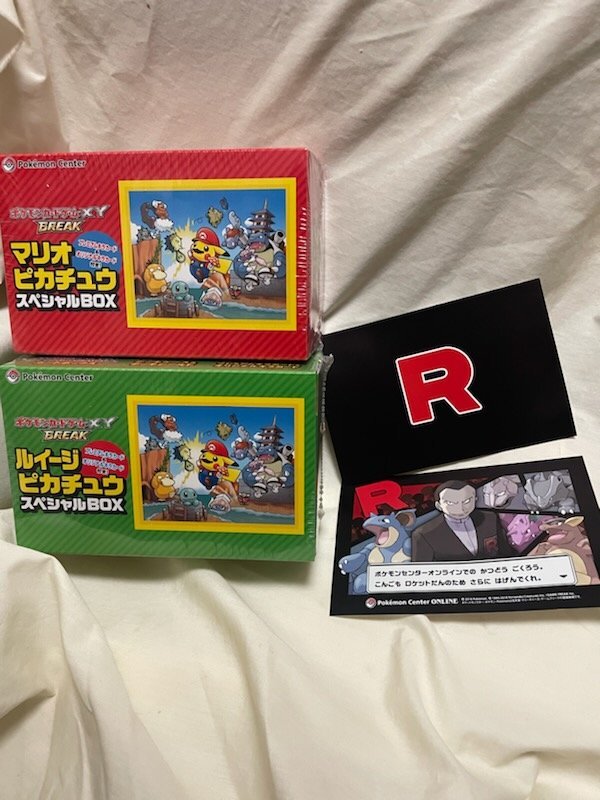 Pokémon Center
ポケモンカードゲームXY
BREAK
マリオ
ピカチュウ
スペシャルBOX
Pokémon Center
ポケモンカードゲームXY
BREAK
ルイージ
ピカチュウ
スペシャルBOX
R
R
ポケモンセンターオンラインでの かつどう ごくろう。
こんごも ロケットだんのため さらに はげんでくれ。
Pokémon Center ONLINE